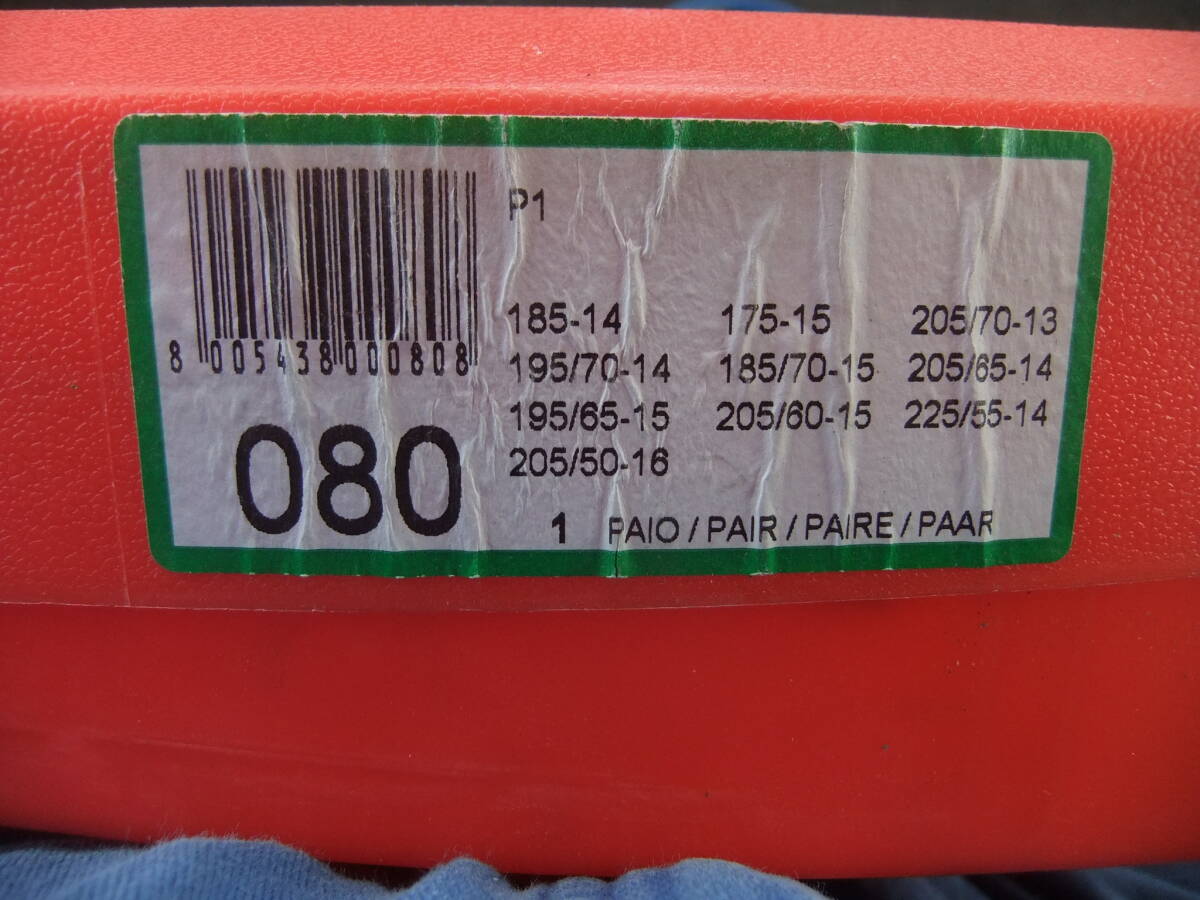 P1
185-14 175-15 205/70-13
195/70-14 185/70-15 205/65-14
195/65-15 205/60-15 225/55-14
205/50-16
8 005438 000808
080
1 PAIO / PAIR / PAIRE / PAAR